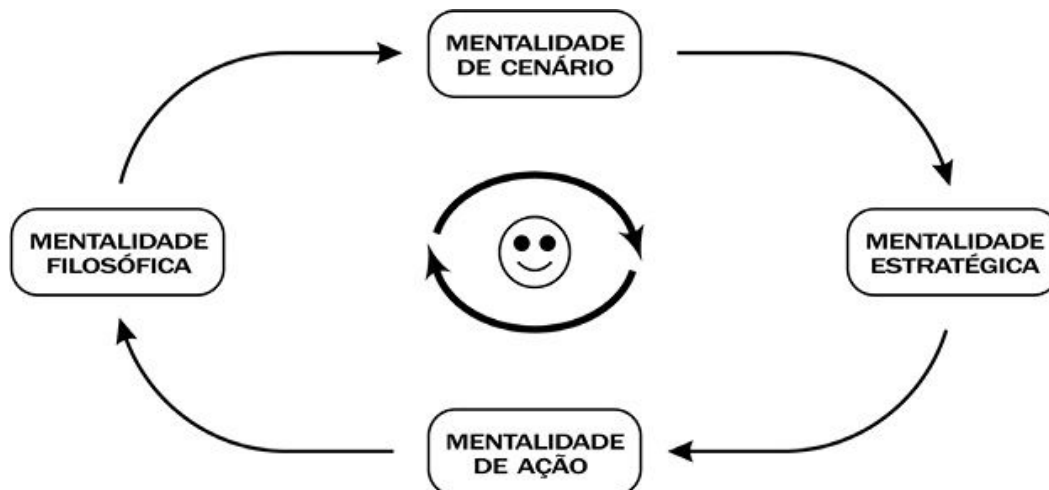 MENTALIDADE
DE CENÁRIO
MENTALIDADE
FILOSÓFICA
MENTALIDADE
ESTRATÉGICA
MENTALIDADE
DE AÇÃO